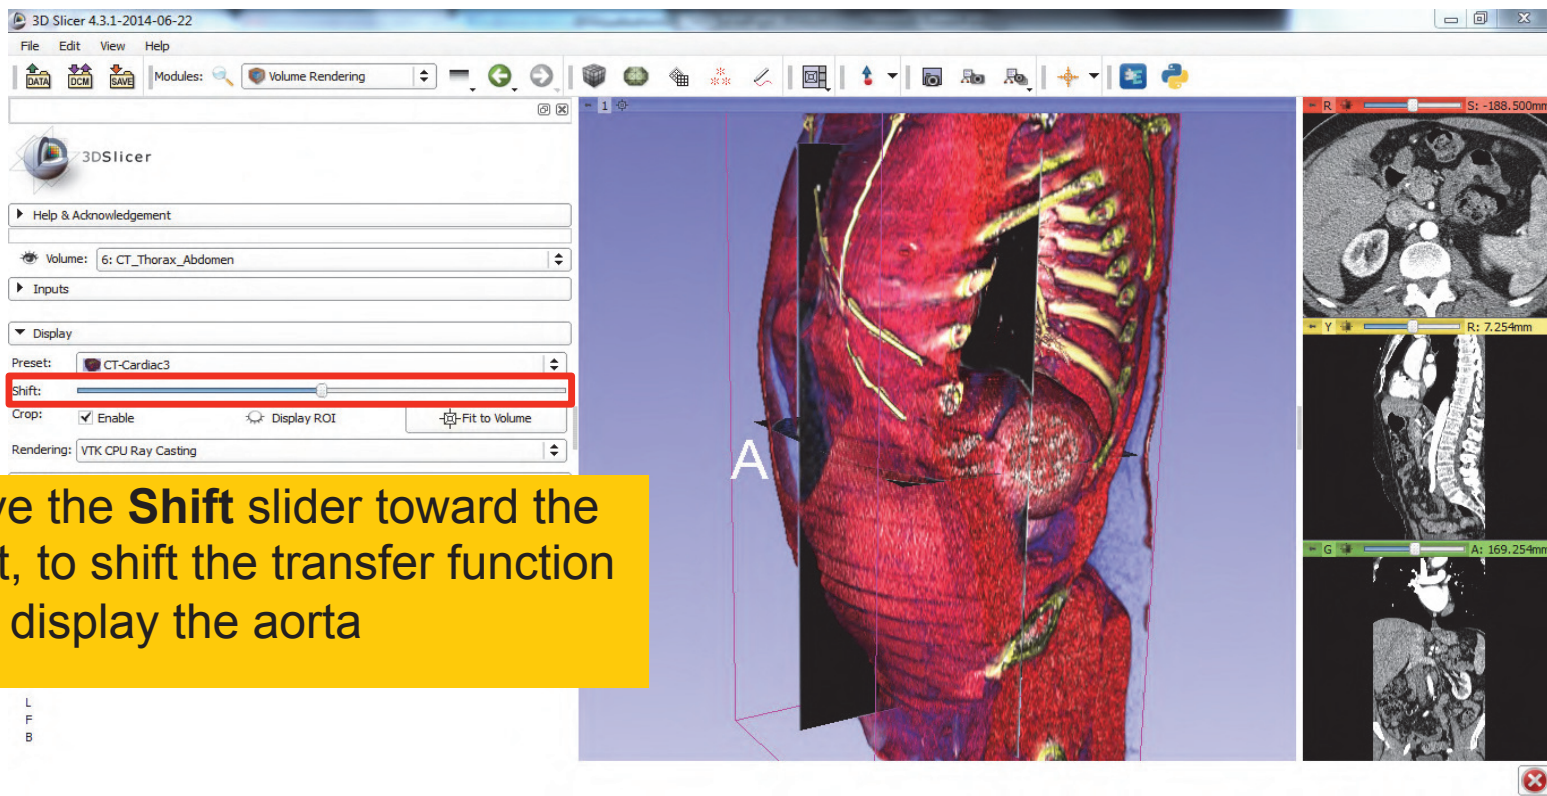 3D Slicer 4.3.1-2014-06-22
File Edit View Help
DATA DCM SAVE Modules: Volume Rendering
1
R S: -188.500mm
3DSlicer
Help & Acknowledgement
Volume: 6: CT_Thorax_Abdomen
Inputs
Display
Y R: 7.254mm
Preset: CT-Cardiac3
Shift:
Crop: Enable Display ROI Fit to Volume
Rendering: VTK CPU Ray Casting
A
ve the Shift slider toward the
t, to shift the transfer function
display the aorta
G A: 169.254mm
L
F
B